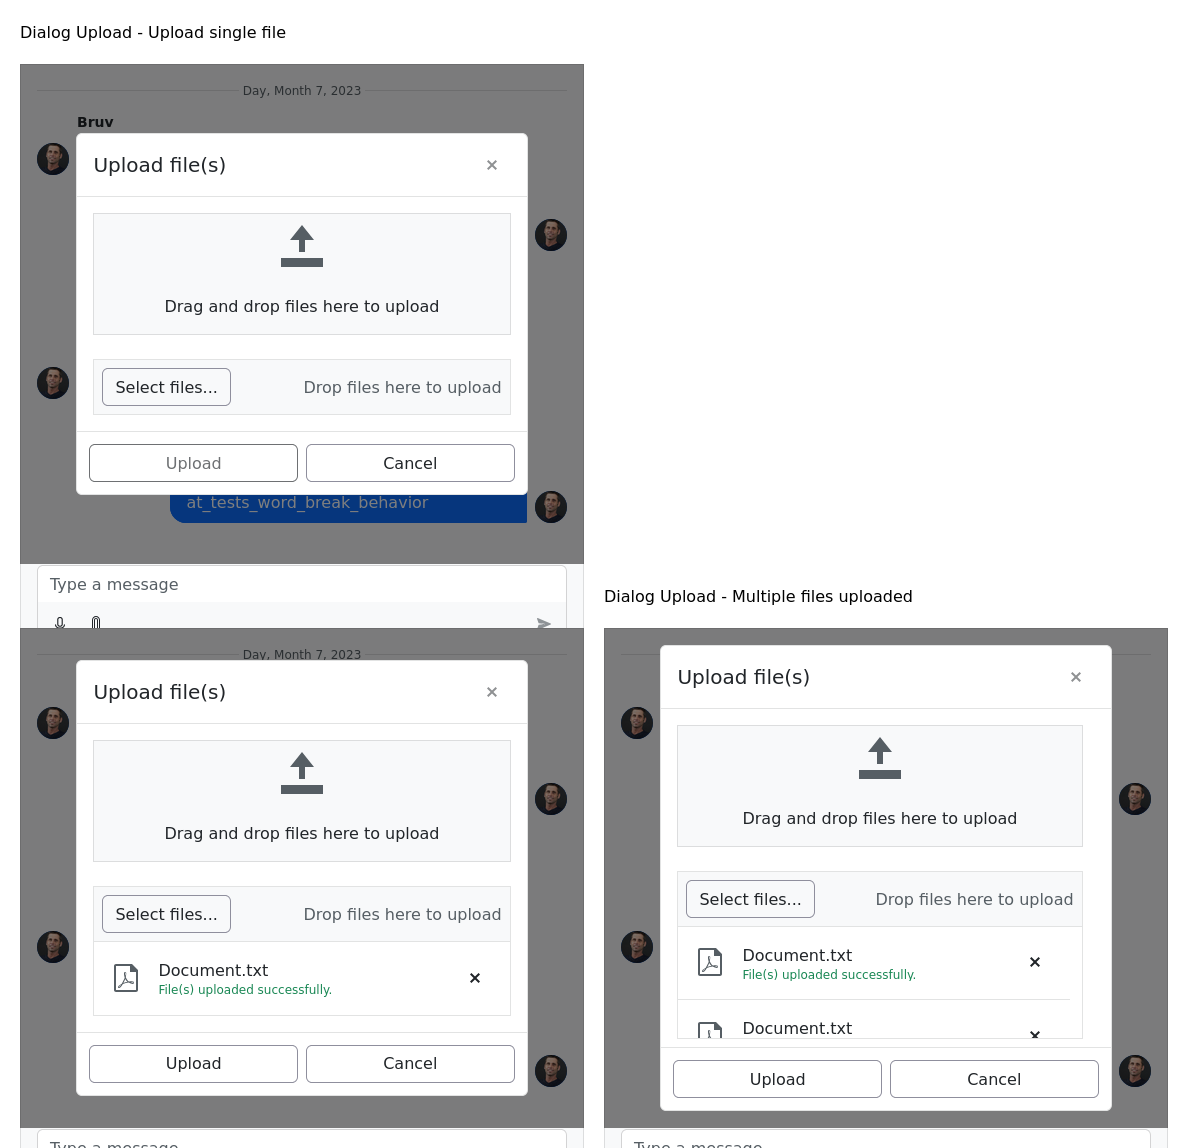 Dialog Upload - Upload single file
Day, Month 7, 2023
Bruv
Upload file(s)
Drag and drop files here to upload
Select files...
Drop files here to upload
Upload
Cancel
at_tests_word_break_behavior
Type a message
Day, Month 7, 2023
Upload file(s)
Drag and drop files here to upload
Select files...
Drop files here to upload
Document.txt
File(s) uploaded successfully.
Upload
Cancel
Type a message
Dialog Upload - Multiple files uploaded
Upload file(s)
Drag and drop files here to upload
Select files...
Drop files here to upload
Document.txt
File(s) uploaded successfully.
Document.txt
Upload
Cancel
Type a message